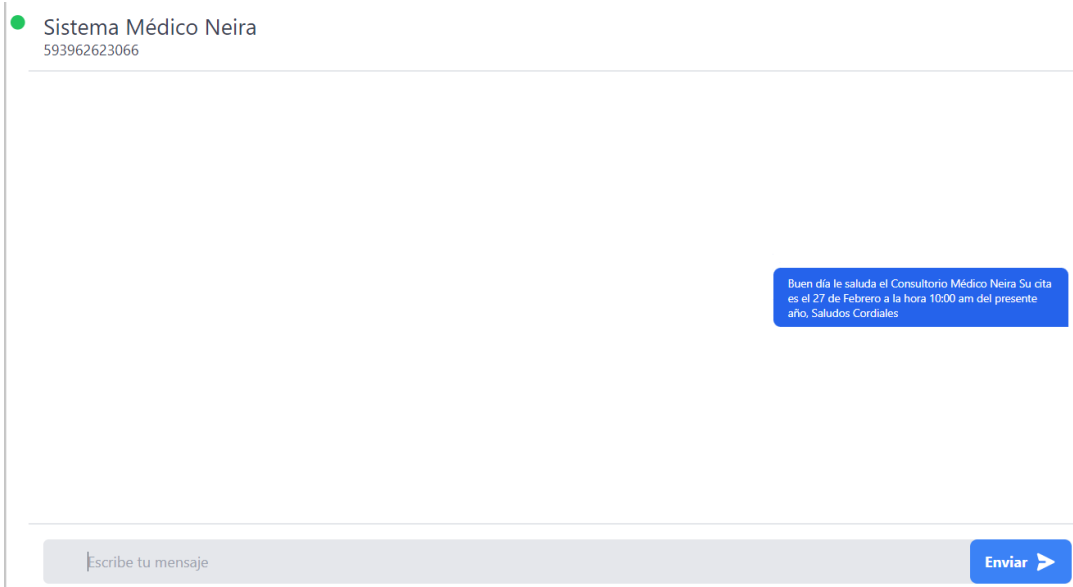 Sistema Médico Neira
593962623066
Buen día le saluda el Consultorio Médico Neira Su cita
es el 27 de Febrero a la hora 10:00 am del presente
año, Saludos Cordiales
Escribe tu mensaje
Enviar